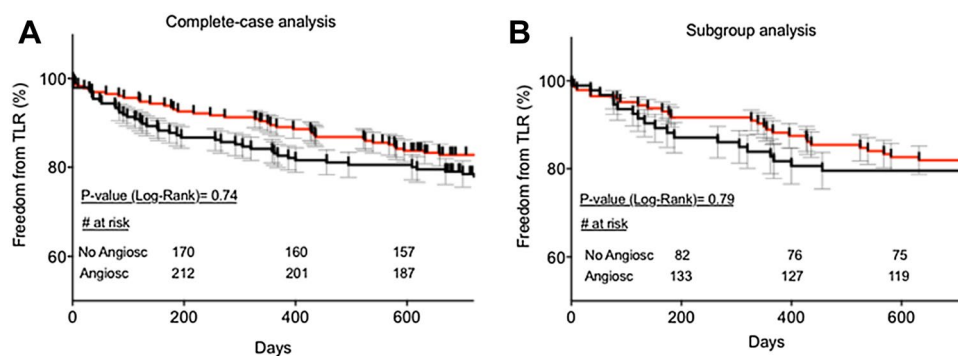 A
Complete-case analysis
Freedom from TLR (%)
100
80
60
P-value (Log-Rank)= 0.74
# at risk
No Angiosc 170 160 157
Angiosc 212 201 187
0 200 400 600
Days
B
Subgroup analysis
Freedom from TLR (%)
100
80
60
P-value (Log-Rank)= 0.79
# at risk
No Angiosc 82 76 75
Angiosc 133 127 119
0 200 400 600
Days